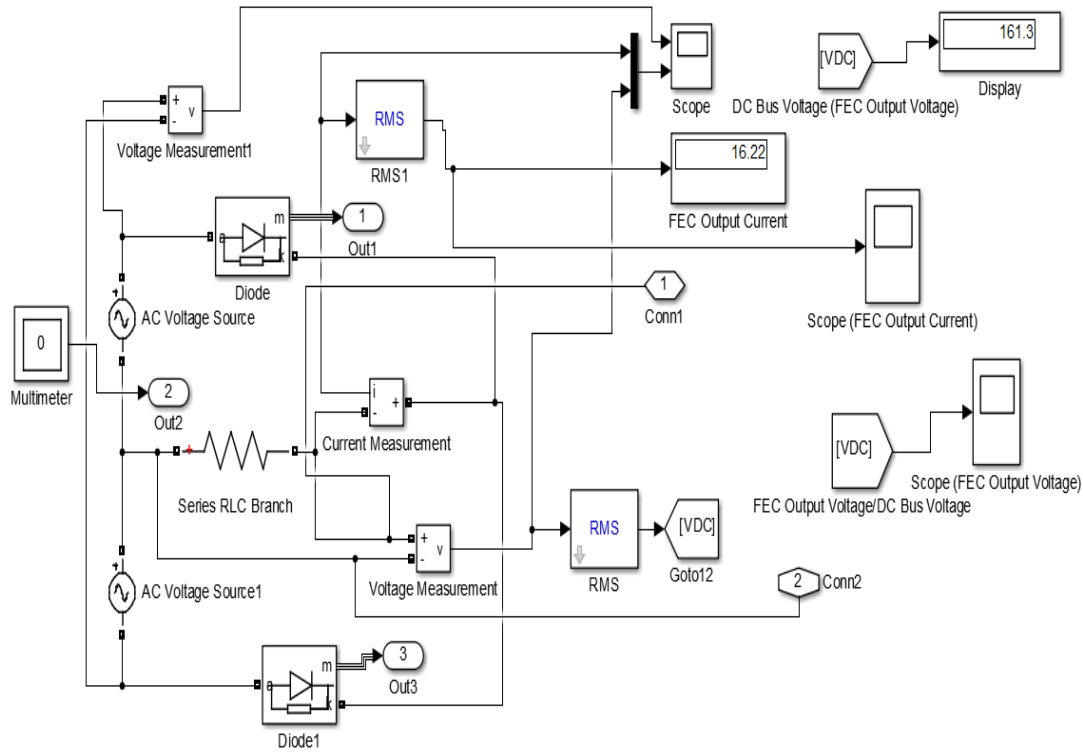 161.3
[VDC]
Display
DC Bus Voltage (FEC Output Voltage)
Scope
+
-
v
Voltage Measurement1
RMS
RMS1
16.22
FEC Output Current
m
a
k
Diode
1
Out1
1
Conn1
Scope (FEC Output Current)
+
AC Voltage Source
0
Multimeter
2
Out2
i
-
+
Current Measurement
+
Series RLC Branch
[VDC]
Scope (FEC Output Voltage)
FEC Output Voltage/DC Bus Voltage
+
-
v
Voltage Measurement
RMS
RMS
[VDC]
Goto12
2
Conn2
+
AC Voltage Source1
m
a
k
Diode1
3
Out3